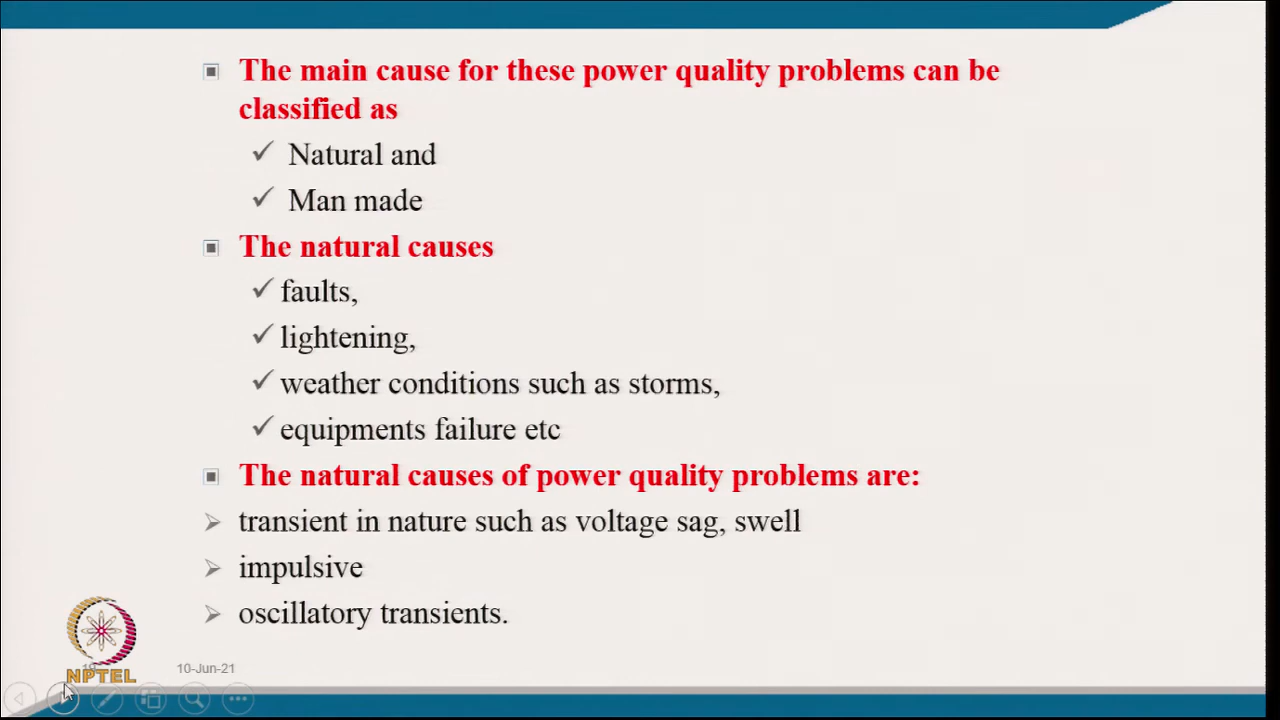 The main cause for these power quality problems can be
classified as
Natural and
Man made
The natural causes
faults,
lightening,
weather conditions such as storms,
equipments failure etc
The natural causes of power quality problems are:
transient in nature such as voltage sag, swell
impulsive
oscillatory transients.
NPTEL
10-Jun-21